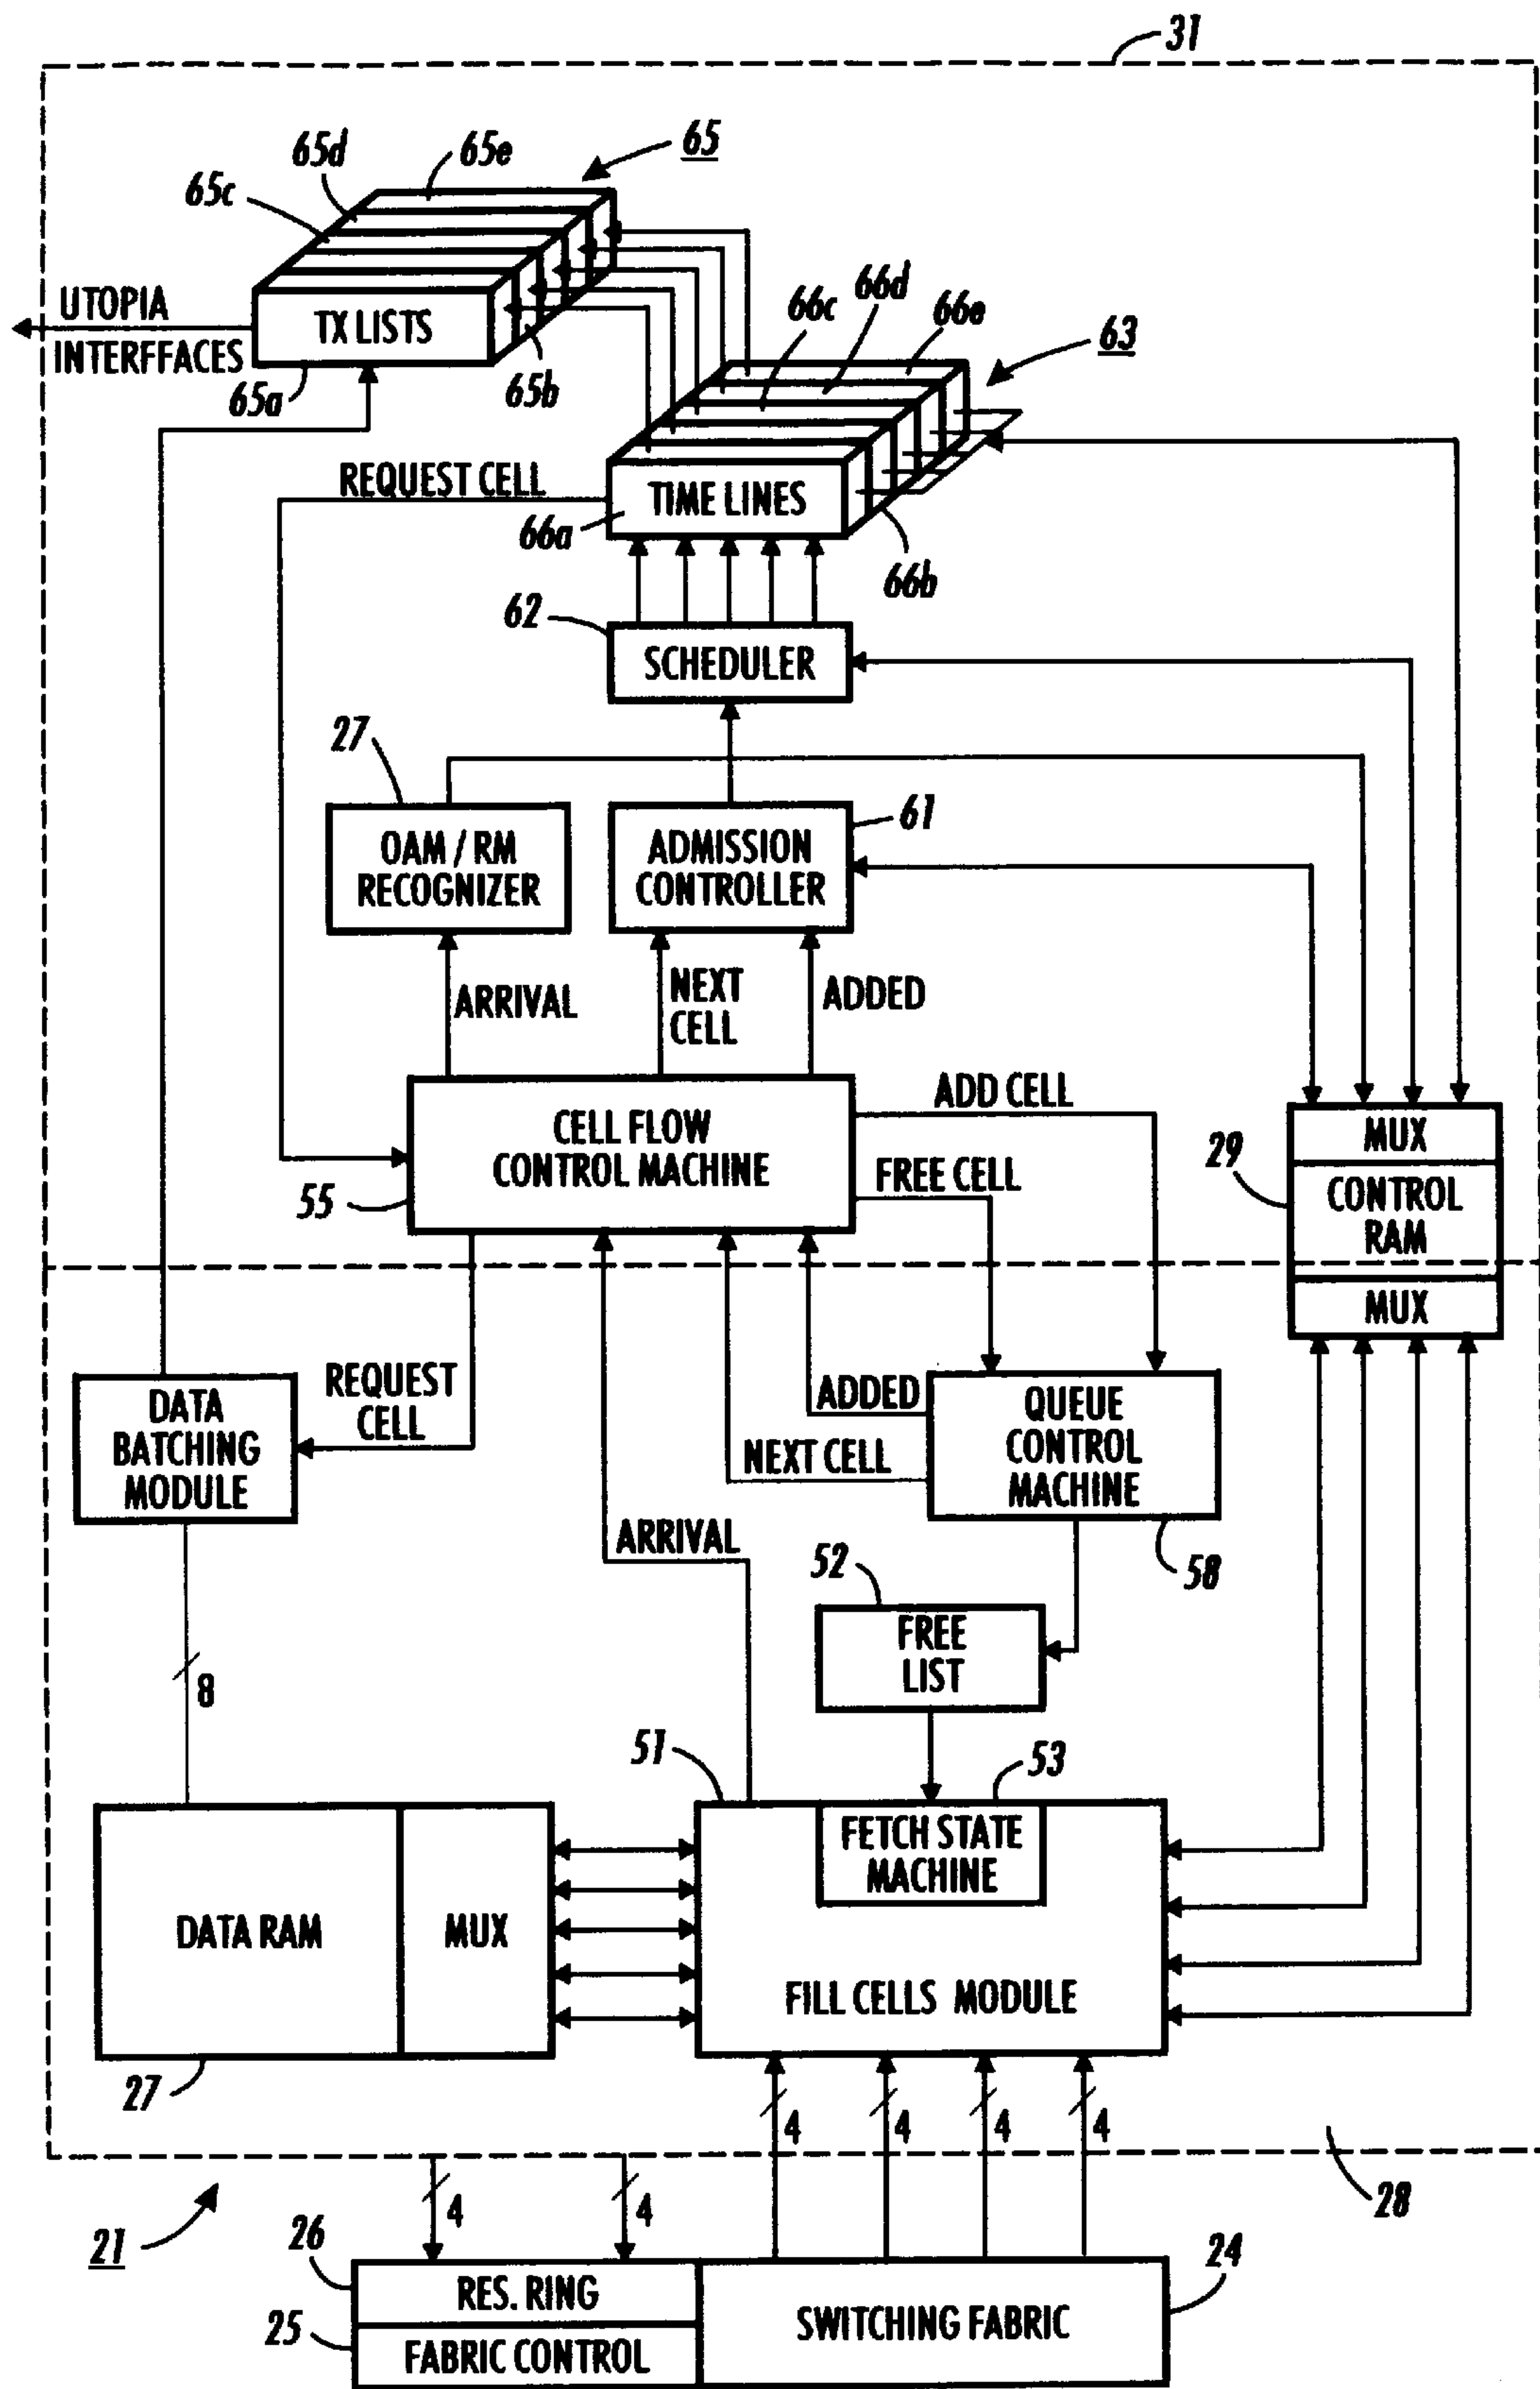 31
65
65d
65e
65c
UTOPIA
INTERFFACES
TX LISTS
65a
65b
66c
66d
66e
63
REQUEST CELL
TIME LINES
66a
66b
62
SCHEDULER
27
61
OAM / RM
RECOGNIZER
ADMISSION
CONTROLLER
ARRIVAL
NEXT
CELL
ADDED
CELL FLOW
CONTROL MACHINE
55
ADD CELL
FREE CELL
29
MUX
CONTROL
RAM
MUX
DATA
BATCHING
MODULE
REQUEST
CELL
ADDED
NEXT CELL
QUEUE
CONTROL
MACHINE
58
ARRIVAL
52
FREE
LIST
8
51
53
FETCH STATE
MACHINE
DATA RAM
MUX
FILL CELLS MODULE
27
4
4
4
4
28
21
4
4
26
RES. RING
24
25
FABRIC CONTROL
SWITCHING FABRIC